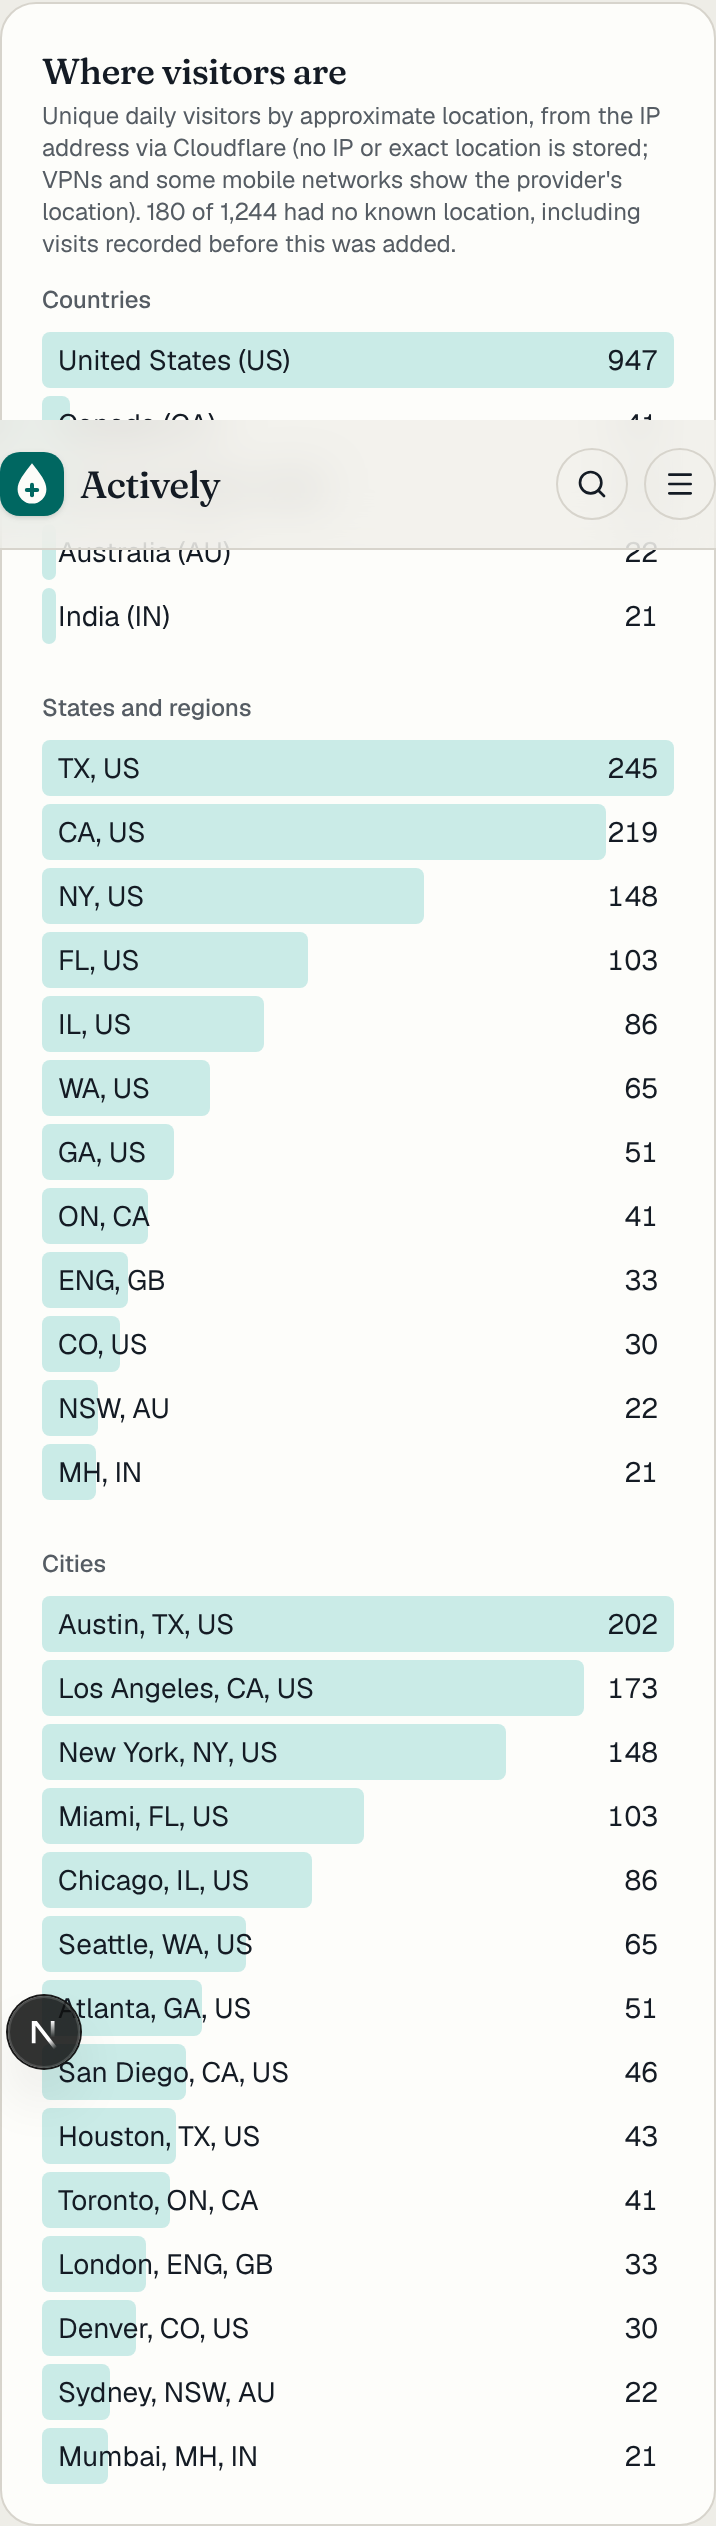 Where visitors are
Unique daily visitors by approximate location, from the IP
address via Cloudflare (no IP or exact location is stored;
VPNs and some mobile networks show the provider's
location). 180 of 1,244 had no known location, including
visits recorded before this was added.
Countries
United States (US) 947
Canada (CA) 41
Actively
Australia (AU) 22
India (IN) 21
States and regions
TX, US 245
CA, US 219
NY, US 148
FL, US 103
IL, US 86
WA, US 65
GA, US 51
ON, CA 41
ENG, GB 33
CO, US 30
NSW, AU 22
MH, IN 21
Cities
Austin, TX, US 202
Los Angeles, CA, US 173
New York, NY, US 148
Miami, FL, US 103
Chicago, IL, US 86
Seattle, WA, US 65
Atlanta, GA, US 51
N
San Diego, CA, US 46
Houston, TX, US 43
Toronto, ON, CA 41
London, ENG, GB 33
Denver, CO, US 30
Sydney, NSW, AU 22
Mumbai, MH, IN 21